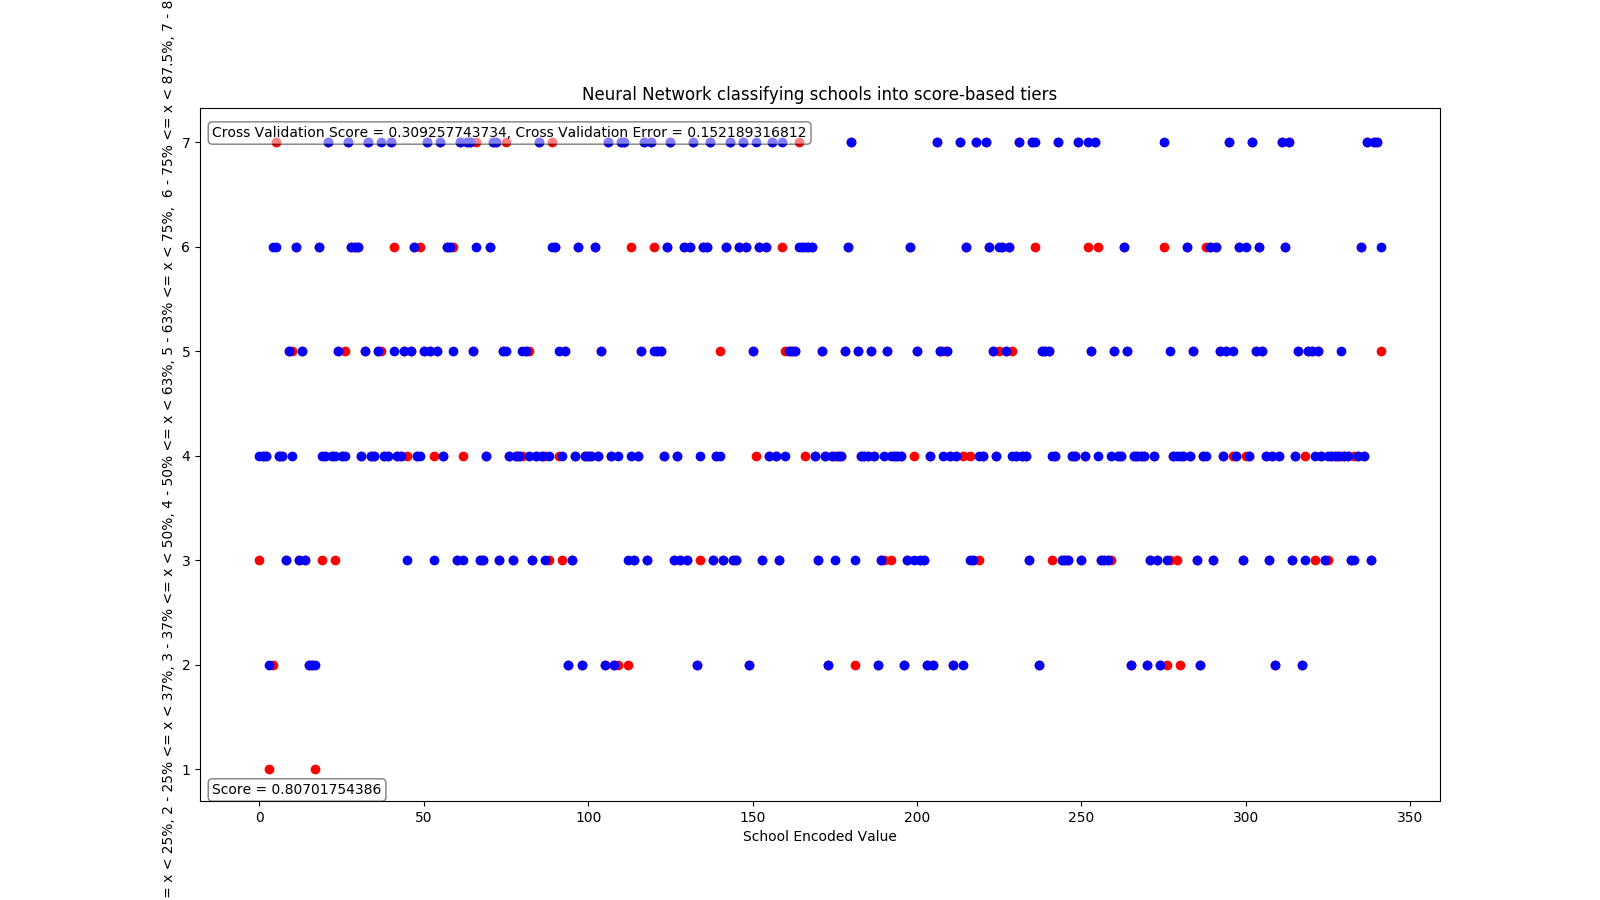 Neural Network classifying schools into score-based tiers
Cross Validation Score = 0.309257743734, Cross Validation Error = 0.152189316812
7
6
5
4
3
2
1
= x < 25%, 2 - 25% <= x < 37%, 3 - 37% <= x < 50%, 4 - 50% <= x < 63%, 5 - 63% <= x < 75%,  6 - 75% <= x < 87.5%, 7 - 8
Score = 0.80701754386
0 50 100 150 200 250 300 350
School Encoded Value